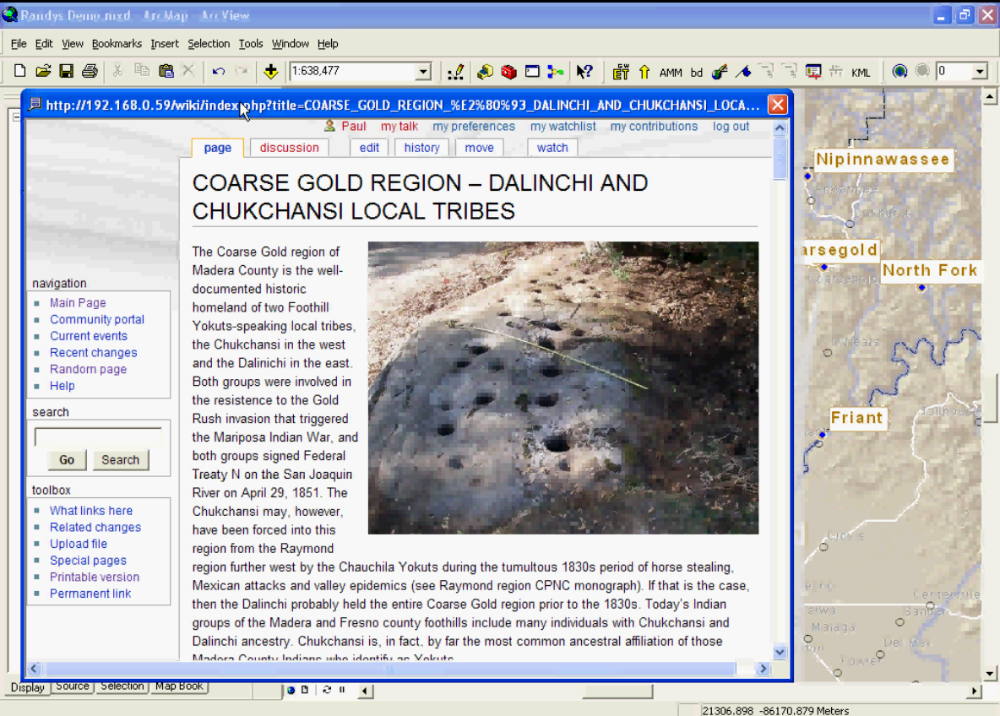 Randys Demo.mxd - ArcMap - ArcView
File Edit View Bookmarks Insert Selection Tools Window Help
1:638,477
AMM bd
KML
0
http://192.168.0.59/wiki/index.php?title=COARSE_GOLD_REGION_%E2%80%93_DALINCHI_AND_CHUKCHANSI_LOCA...
Paul my talk my preferences my watchlist my contributions log out
page discussion edit history move watch
COARSE GOLD REGION – DALINCHI AND
CHUKCHANSI LOCAL TRIBES
The Coarse Gold region of
Madera County is the well-
documented historic
homeland of two Foothill
Yokuts-speaking local tribes,
the Chukchansi in the west
and the Dalinichi in the east.
Both groups were involved in
the resistence to the Gold
Rush invasion that triggered
the Mariposa Indian War, and
both groups signed Federal
Treaty N on the San Joaquin
River on April 29, 1851. The
Chukchansi may, however,
have been forced into this
region from the Raymond
region further west by the Chauchila Yokuts during the tumultous 1830s period of horse stealing,
Mexican attacks and valley epidemics (see Raymond region CPNC monograph). If that is the case,
then the Dalinchi probably held the entire Coarse Gold region prior to the 1830s. Today's Indian
groups of the Madera and Fresno county foothills include many individuals with Chukchansi and
Dalinchi ancestry. Chukchansi is, in fact, by far the most common ancestral affiliation of those
Madera County Indians who identify as Yokuts
navigation
Main Page
Community portal
Current events
Recent changes
Random page
Help
search
Go Search
toolbox
What links here
Related changes
Upload file
Special pages
Printable version
Permanent link
Nipinnawassee
arsegold
North Fork
Friant
Clovis
Centerville
Sanger
Malaga
Del Rey
Fowler
Display Source Selection Map Book
21306.898 -86170.879 Meters